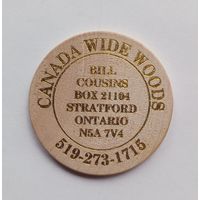 CANADA WIDE WOODS
BILL
COUSINS
BOX 21104
STRATFORD
ONTARIO
N5A 7V4
519-273-1715